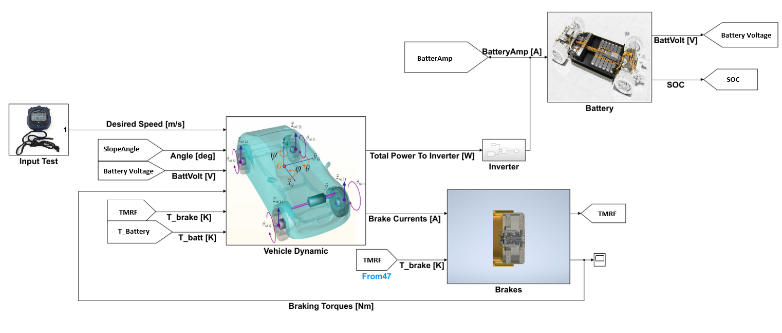 BatterAmp
BatteryAmp [A]
BattVolt [V]
Battery Voltage
SOC
SOC
Battery
Desired Speed [m/s]
1
Input Test
SlopeAngle
Angle [deg]
Battery Voltage
BattVolt [V]
TMRF
T_brake [K]
T_Battery
T_batt [K]
Vehicle Dynamic
Total Power To Inverter [W]
Inverter
Brake Currents [A]
TMRF
TMRF
T_brake [K]
From47
Brakes
Braking Torques [Nm]